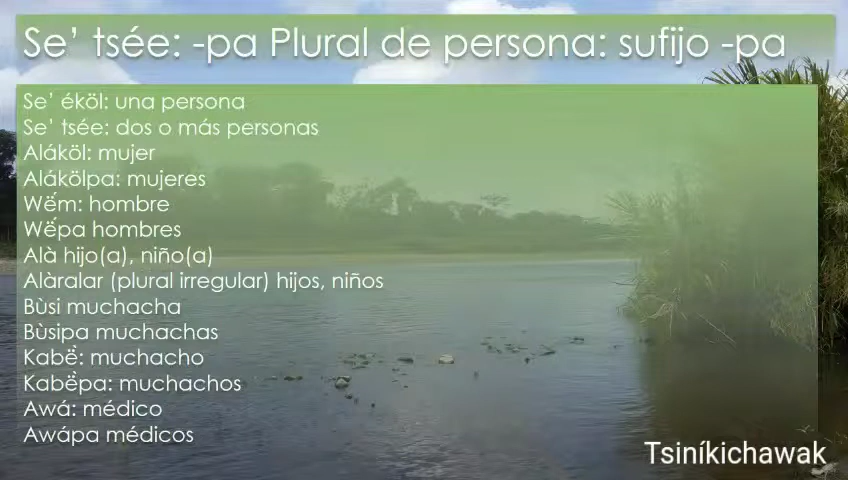 Se’ tsée: -pa Plural de persona: sufijo -pa
Se’ éköl: una persona
Se’ tsée: dos o más personas
Aláköl: mujer
Alákölpa: mujeres
Wë́m: hombre
Wë́pa hombres
Alà hijo(a), niño(a)
Alàralar (plural irregular) hijos, niños
Bùsi muchacha
Bùsipa muchachas
Kabë̀: muchacho
Kabë̀pa: muchachos
Awá: médico
Awápa médicos
Tsiníkichawak